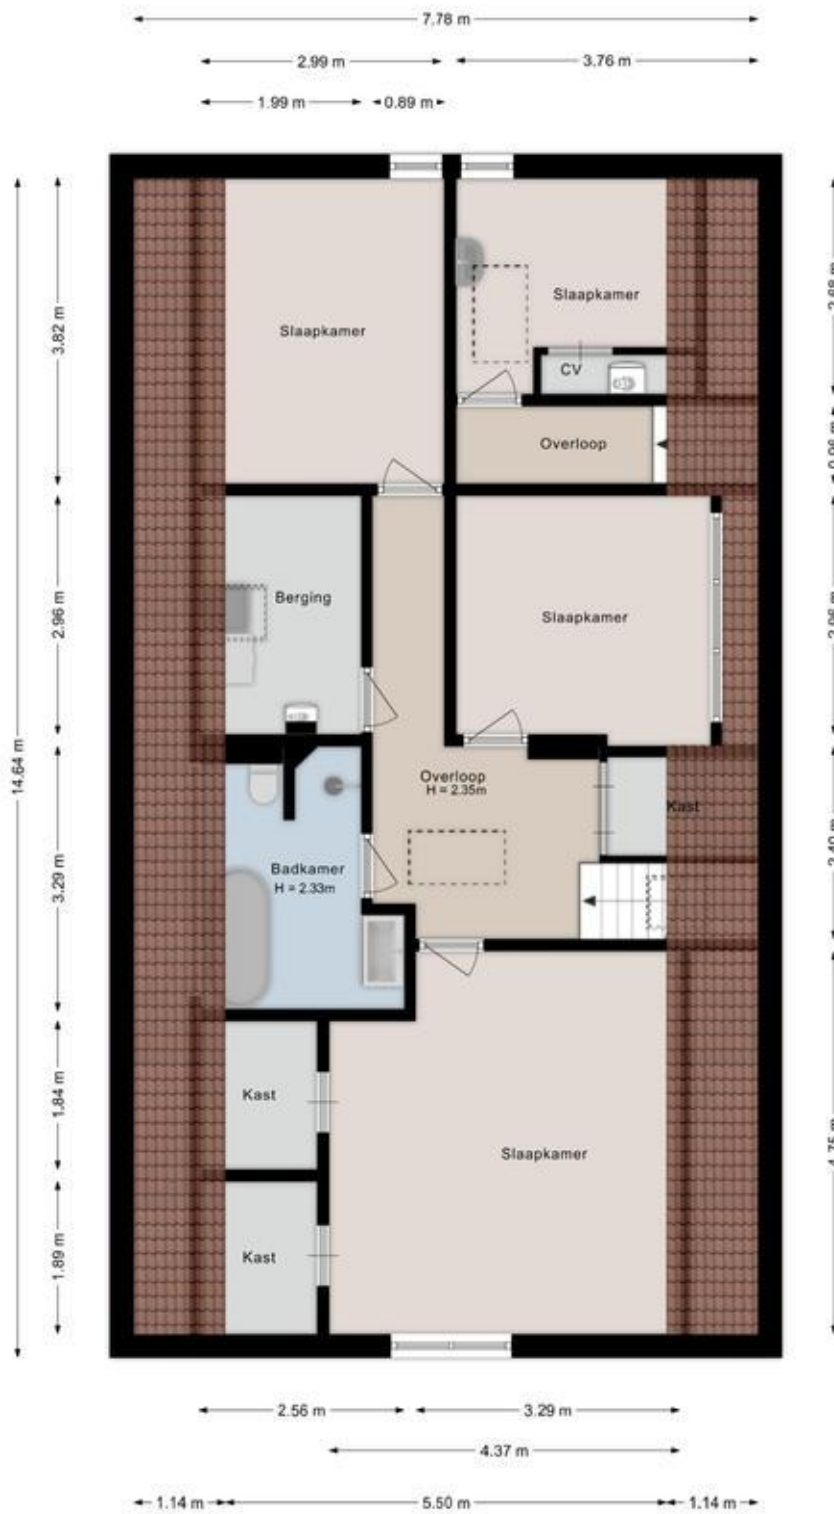 7.78 m
2.99 m
3.76 m
1.99 m
0.89 m
3.82 m
Slaapkamer
Slaapkamer
CV
Overloop
2.96 m
Berging
Slaapkamer
14.64 m
Overloop
H = 2.35m
Kast
3.29 m
Badkamer
H = 2.33m
1.84 m
Kast
Slaapkamer
1.89 m
Kast
2.56 m
3.29 m
4.37 m
1.14 m
5.50 m
1.14 m